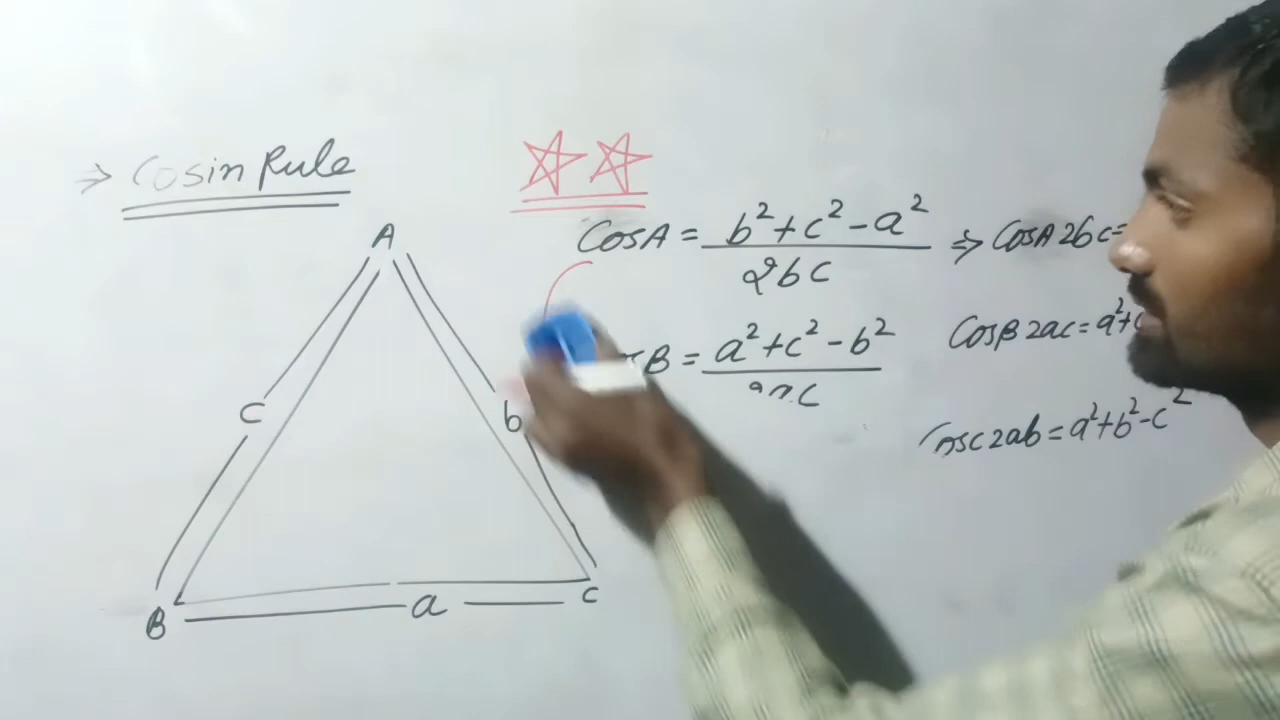 ⇒ Cosin Rule
A
CosA = b²+c²-a² / 2bc ⇒ CosA 2bc=
B = a²+c²-b² / 2ac
CosB 2ac = a²+c
c
b
Cosc 2ab = a²+b²-c²
B
a
c